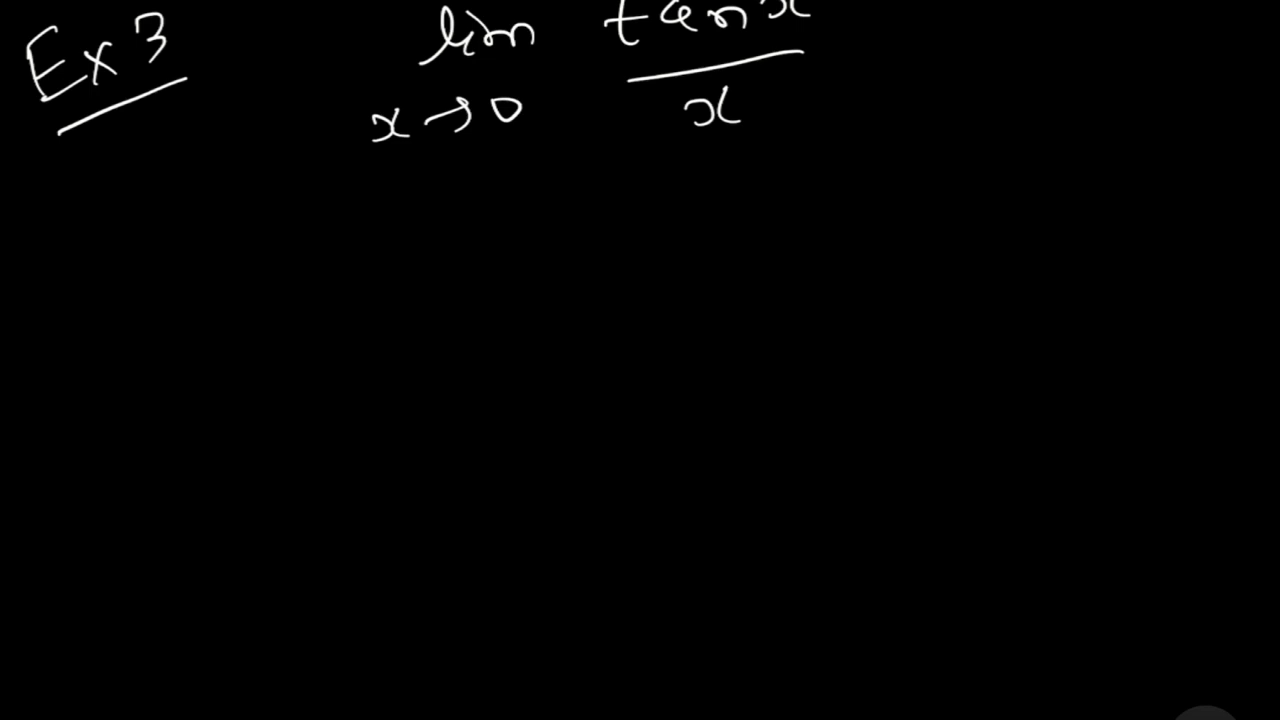 Ex 3 lim tan x
x → 0 x